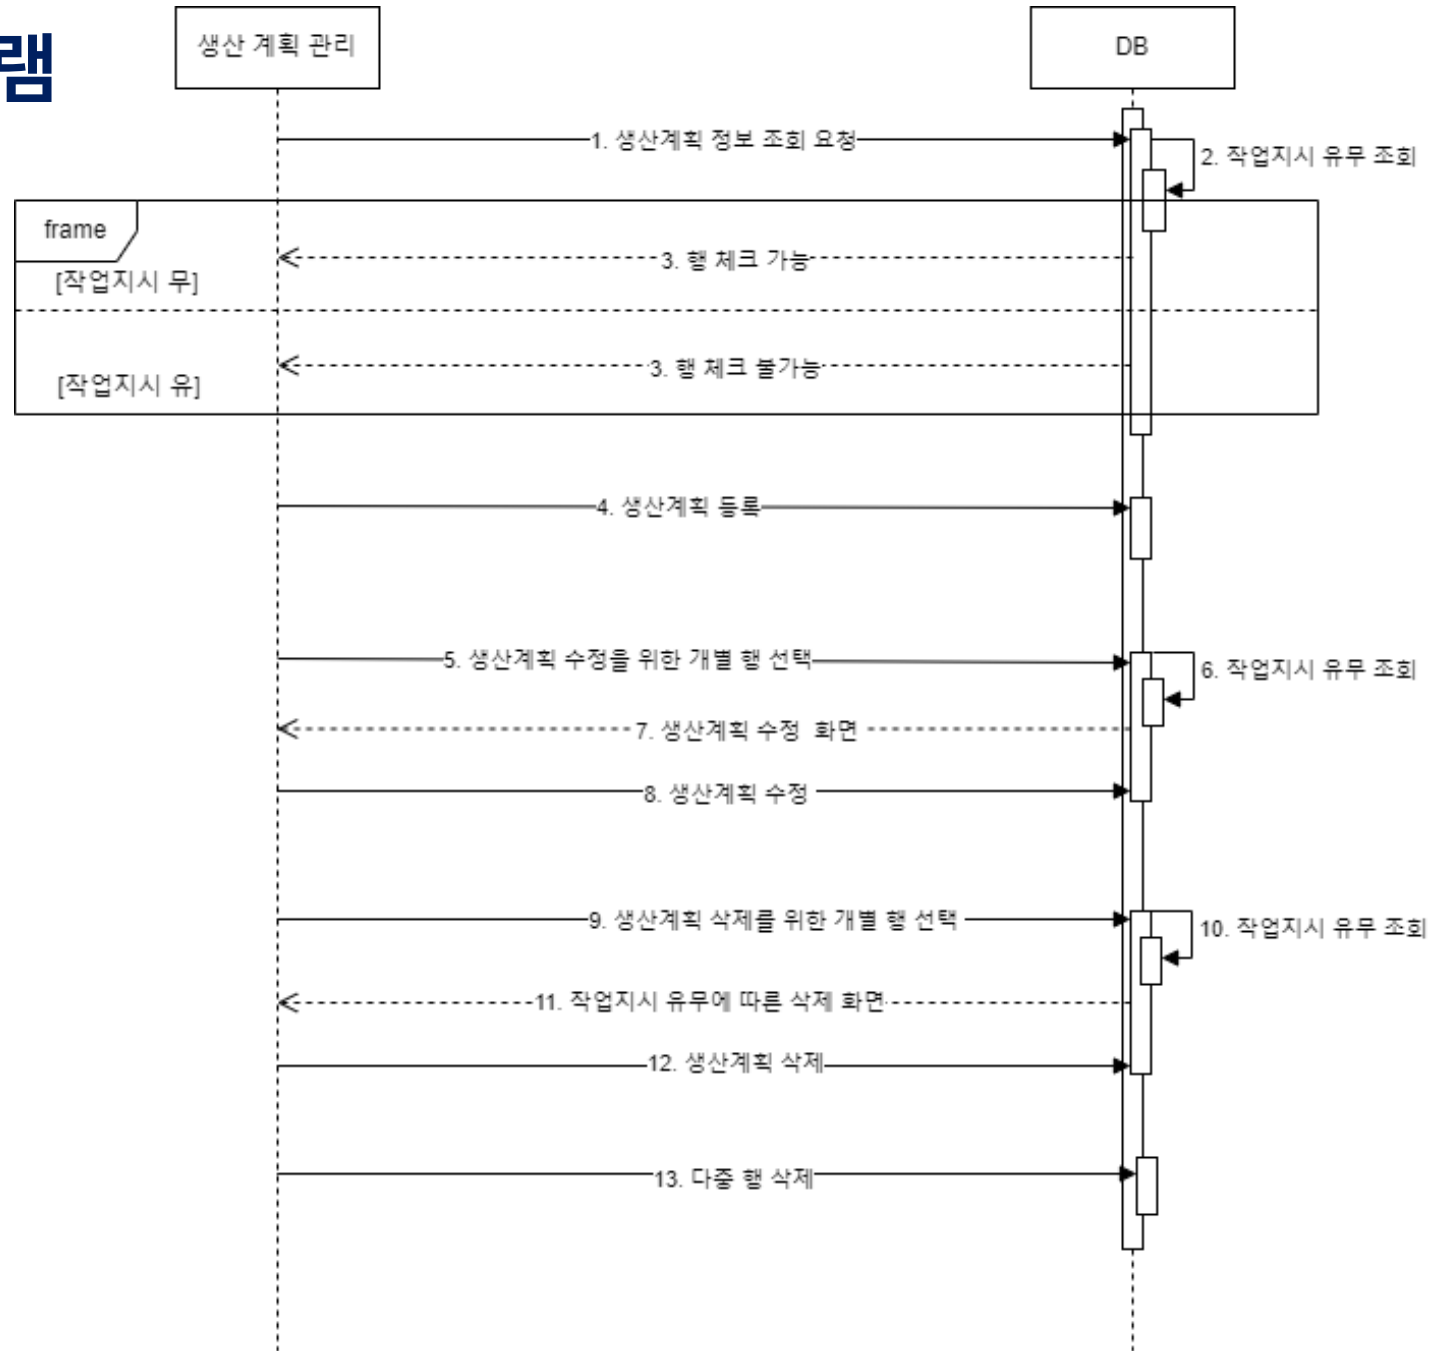 램
생산 계획 관리
DB
1. 생산계획 정보 조회 요청
2. 작업지시 유무 조회
frame
3. 행 체크 가능
[작업지시 무]
3. 행 체크 불가능
[작업지시 유]
4. 생산계획 등록
5. 생산계획 수정을 위한 개별 행 선택
6. 작업지시 유무 조회
7. 생산계획 수정 화면
8. 생산계획 수정
9. 생산계획 삭제를 위한 개별 행 선택
10. 작업지시 유무 조회
11. 작업지시 유무에 따른 삭제 화면
12. 생산계획 삭제
13. 다중 행 삭제